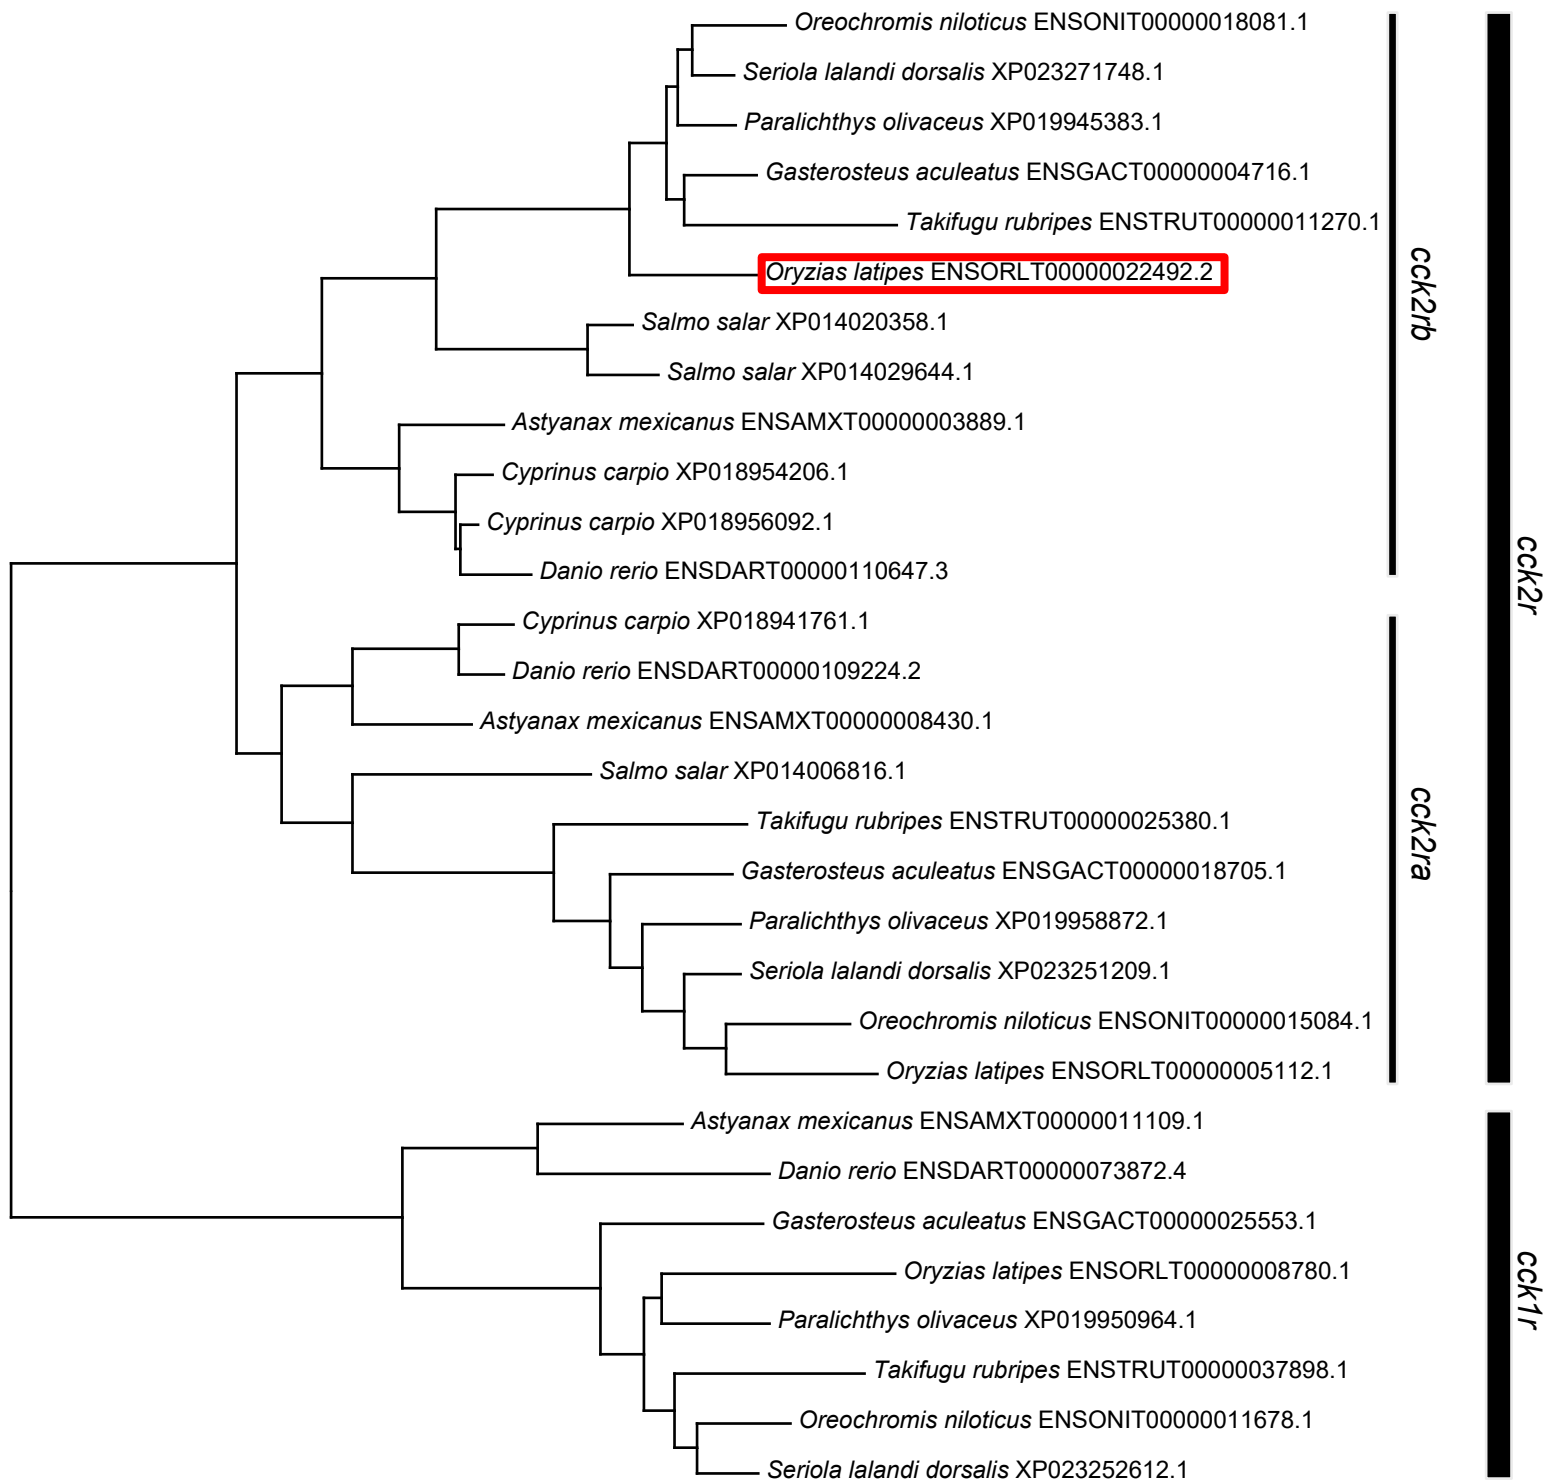 Oreochromis niloticus ENSONIT00000018081.1
Seriola lalandi dorsalis XP023271748.1
Paralichthys olivaceus XP019945383.1
Gasterosteus aculeatus ENSGACT00000004716.1
Takifugu rubripes ENSTRUT00000011270.1
Oryzias latipes ENSORLT00000022492.2
Salmo salar XP014020358.1
Salmo salar XP014029644.1
Astyanax mexicanus ENSAMXT00000003889.1
Cyprinus carpio XP018954206.1
Cyprinus carpio XP018956092.1
Danio rerio ENSDART00000110647.3
Cyprinus carpio XP018941761.1
Danio rerio ENSDART00000109224.2
Astyanax mexicanus ENSAMXT00000008430.1
Salmo salar XP014006816.1
Takifugu rubripes ENSTRUT00000025380.1
Gasterosteus aculeatus ENSGACT00000018705.1
Paralichthys olivaceus XP019958872.1
Seriola lalandi dorsalis XP023251209.1
Oreochromis niloticus ENSONIT00000015084.1
Oryzias latipes ENSORLT00000005112.1
Astyanax mexicanus ENSAMXT00000011109.1
Danio rerio ENSDART00000073872.4
Gasterosteus aculeatus ENSGACT00000025553.1
Oryzias latipes ENSORLT00000008780.1
Paralichthys olivaceus XP019950964.1
Takifugu rubripes ENSTRUT00000037898.1
Oreochromis niloticus ENSONIT00000011678.1
Seriola lalandi dorsalis XP023252612.1
cck2rb
cck2ra
cck2r
cck1r